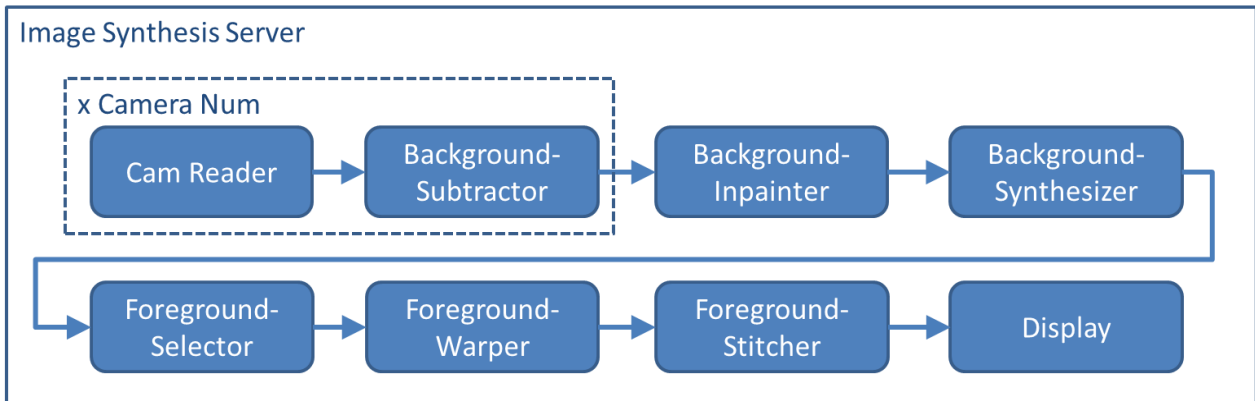 Image Synthesis Server
x Camera Num
Cam Reader
Background-
Subtractor
Background-
Inpainter
Background-
Synthesizer
Foreground-
Selector
Foreground-
Warper
Foreground-
Stitcher
Display